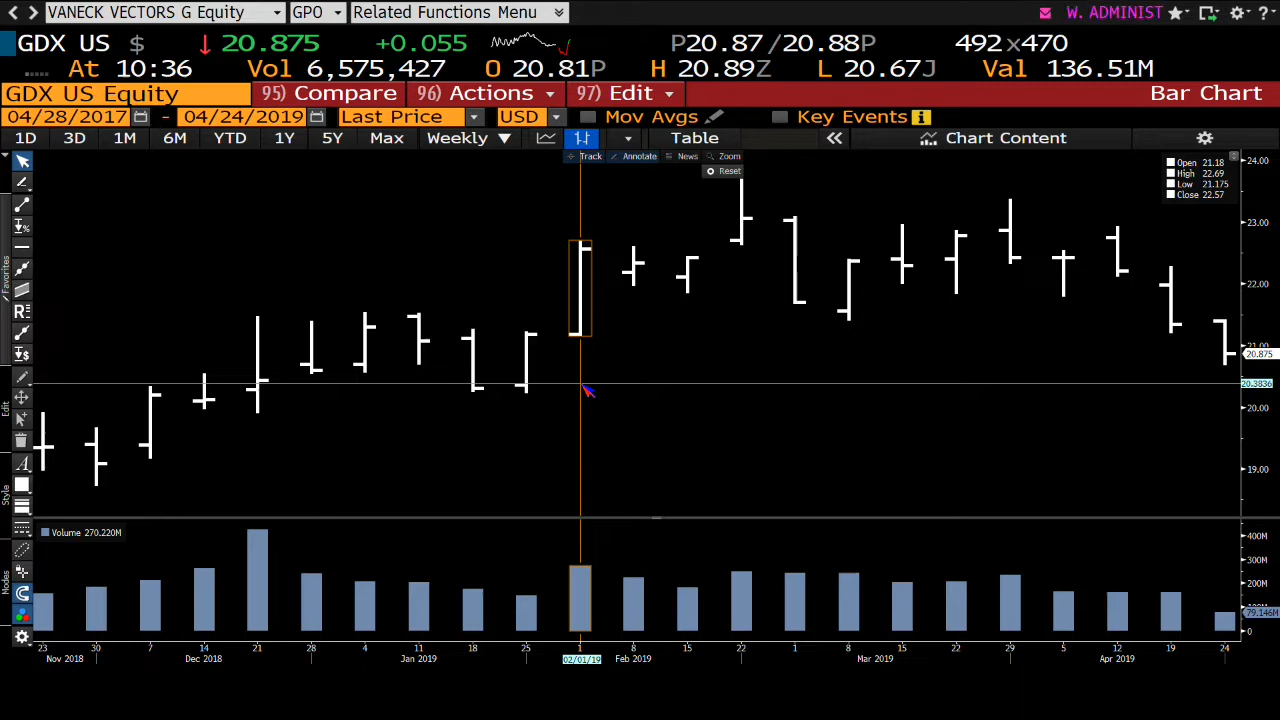 VANECK VECTORS G Equity GPO Related Functions Menu W. ADMINIST ?
GDX US $ 20.875 +0.055 P20.87/20.88P 492x470
At 10:36 Vol 6,575,427 O 20.81P H 20.89Z L 20.67J Val 136.51M
GDX US Equity 95) Compare 96) Actions 97) Edit Bar Chart
04/28/2017 - 04/24/2019 Last Price USD Mov Avgs Key Events i
1D 3D 1M 6M YTD 1Y 5Y Max Weekly Table Chart Content
Track Annotate News Zoom
Reset
Open 21.18
High 22.69
Low 21.175
Close 22.57
24.00
23.00
22.00
21.00
20.875
20.3836
20.00
19.00
Favorites
Edit
Style
Nodes
Volume 270.220M
400M
300M
200M
79.146M
0
23 30 7 14 21 28 4 11 18 25 1 8 15 22 1 8 15 22 29 5 12 19 24
Nov 2018 Dec 2018 Jan 2019 02/01/19 Feb 2019 Mar 2019 Apr 2019